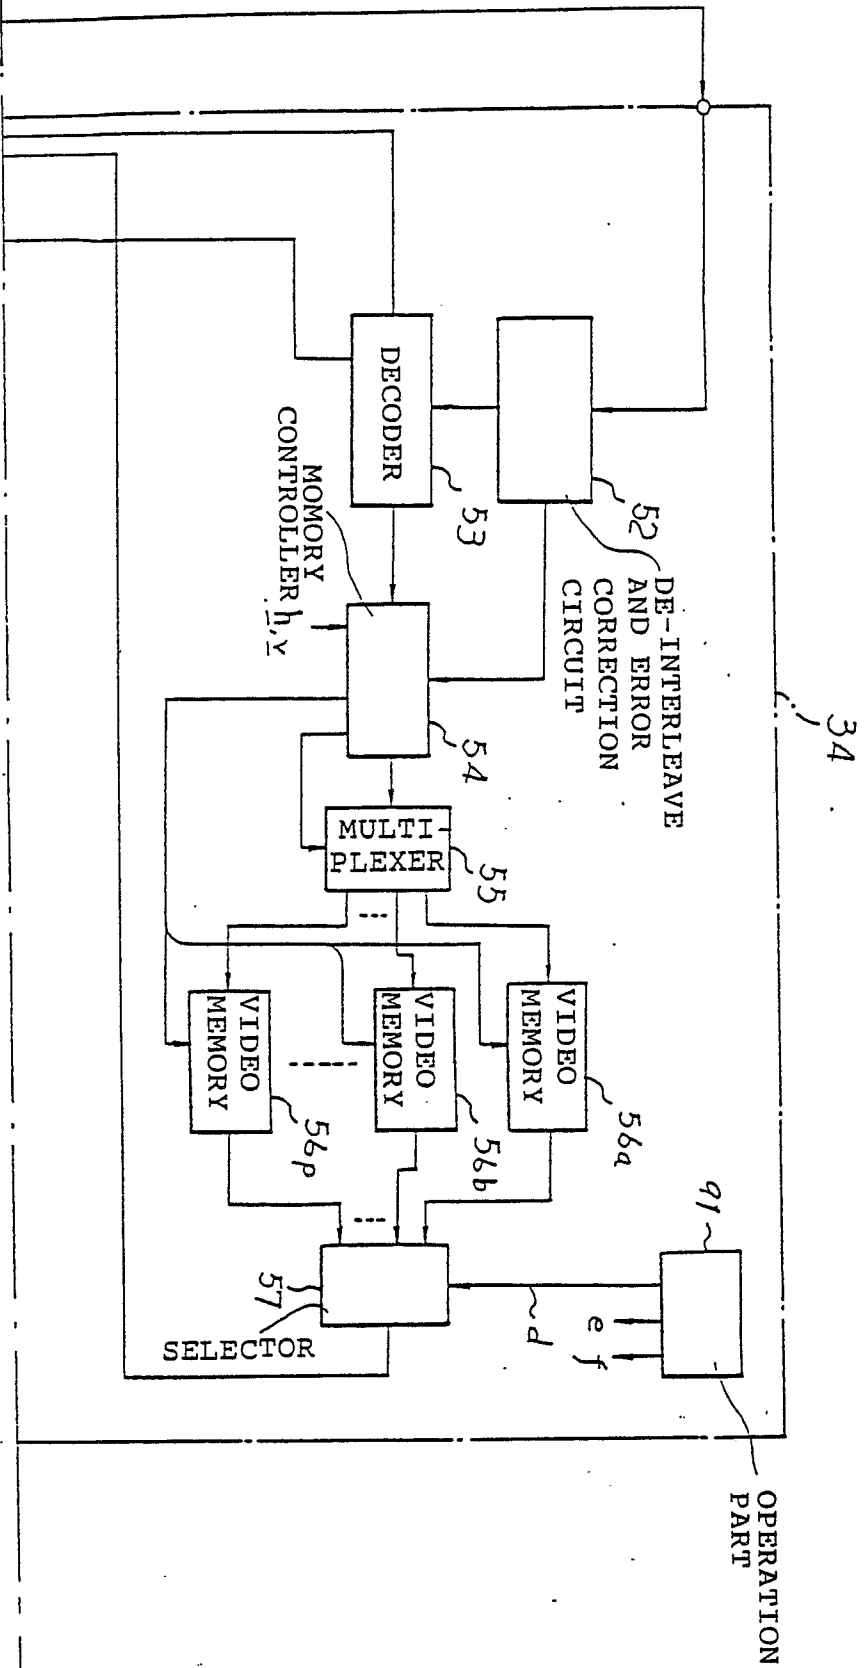 34
52
DE-INTERLEAVE
AND ERROR
CORRECTION
CIRCUIT
DECODER
53
MOMORY
CONTROLLER
h, v
54
MULTI-
PLEXER
55
VIDEO
MEMORY
56a
VIDEO
MEMORY
56b
VIDEO
MEMORY
56p
57
SELECTOR
91
d
e
f
OPERATION
PART